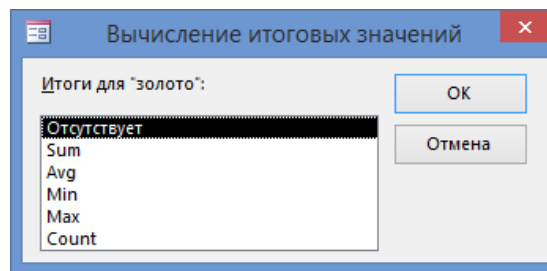 Вычисление итоговых значений
Итоги для "золото":
Отсутствует
Sum
Avg
Min
Max
Count
ОК
Отмена